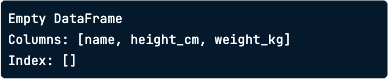 Empty DataFrame
Columns: [name, height_cm, weight_kg]
Index: []